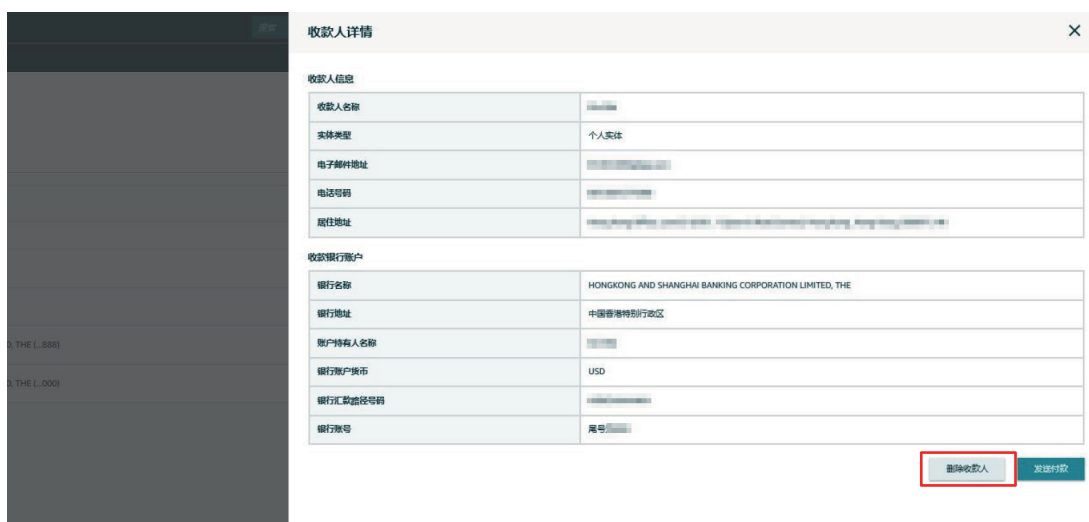 搜索
收款人详情
收款人信息
收款人名称
实体类型 个人实体
电子邮件地址
电话号码
居住地址
收款银行账户
银行名称 HONGKONG AND SHANGHAI BANKING CORPORATION LIMITED, THE
银行地址 中国香港特别行政区
D, THE (...888)
账户持有人名称
银行账户货币 USD
D, THE (...000)
银行汇款路径号码
银行账号 尾号
删除收款人 发送付款